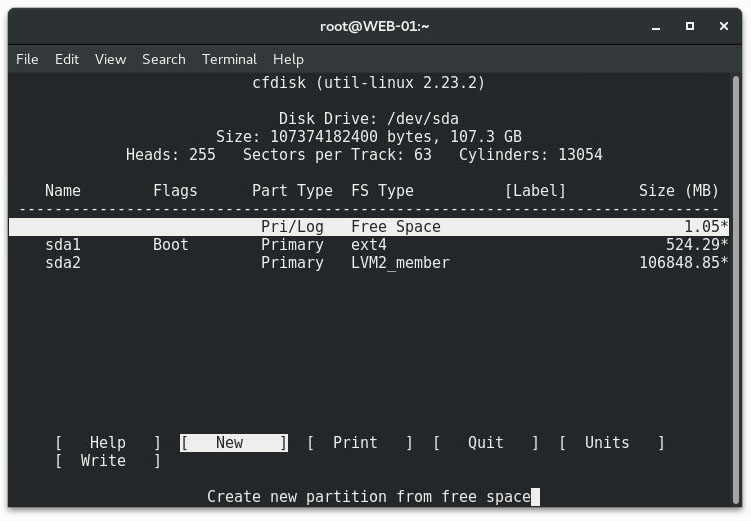 root@WEB-01:~
File Edit View Search Terminal Help
cfdisk (util-linux 2.23.2)
Disk Drive: /dev/sda
Size: 107374182400 bytes, 107.3 GB
Heads: 255 Sectors per Track: 63 Cylinders: 13054
Name Flags Part Type FS Type [Label] Size (MB)
------------------------------------------------------------------------------
Pri/Log Free Space 1.05*
sda1 Boot Primary ext4 524.29*
sda2 Primary LVM2_member 106848.85*
[ Help ] [ New ] [ Print ] [ Quit ] [ Units ]
[ Write ]
Create new partition from free space